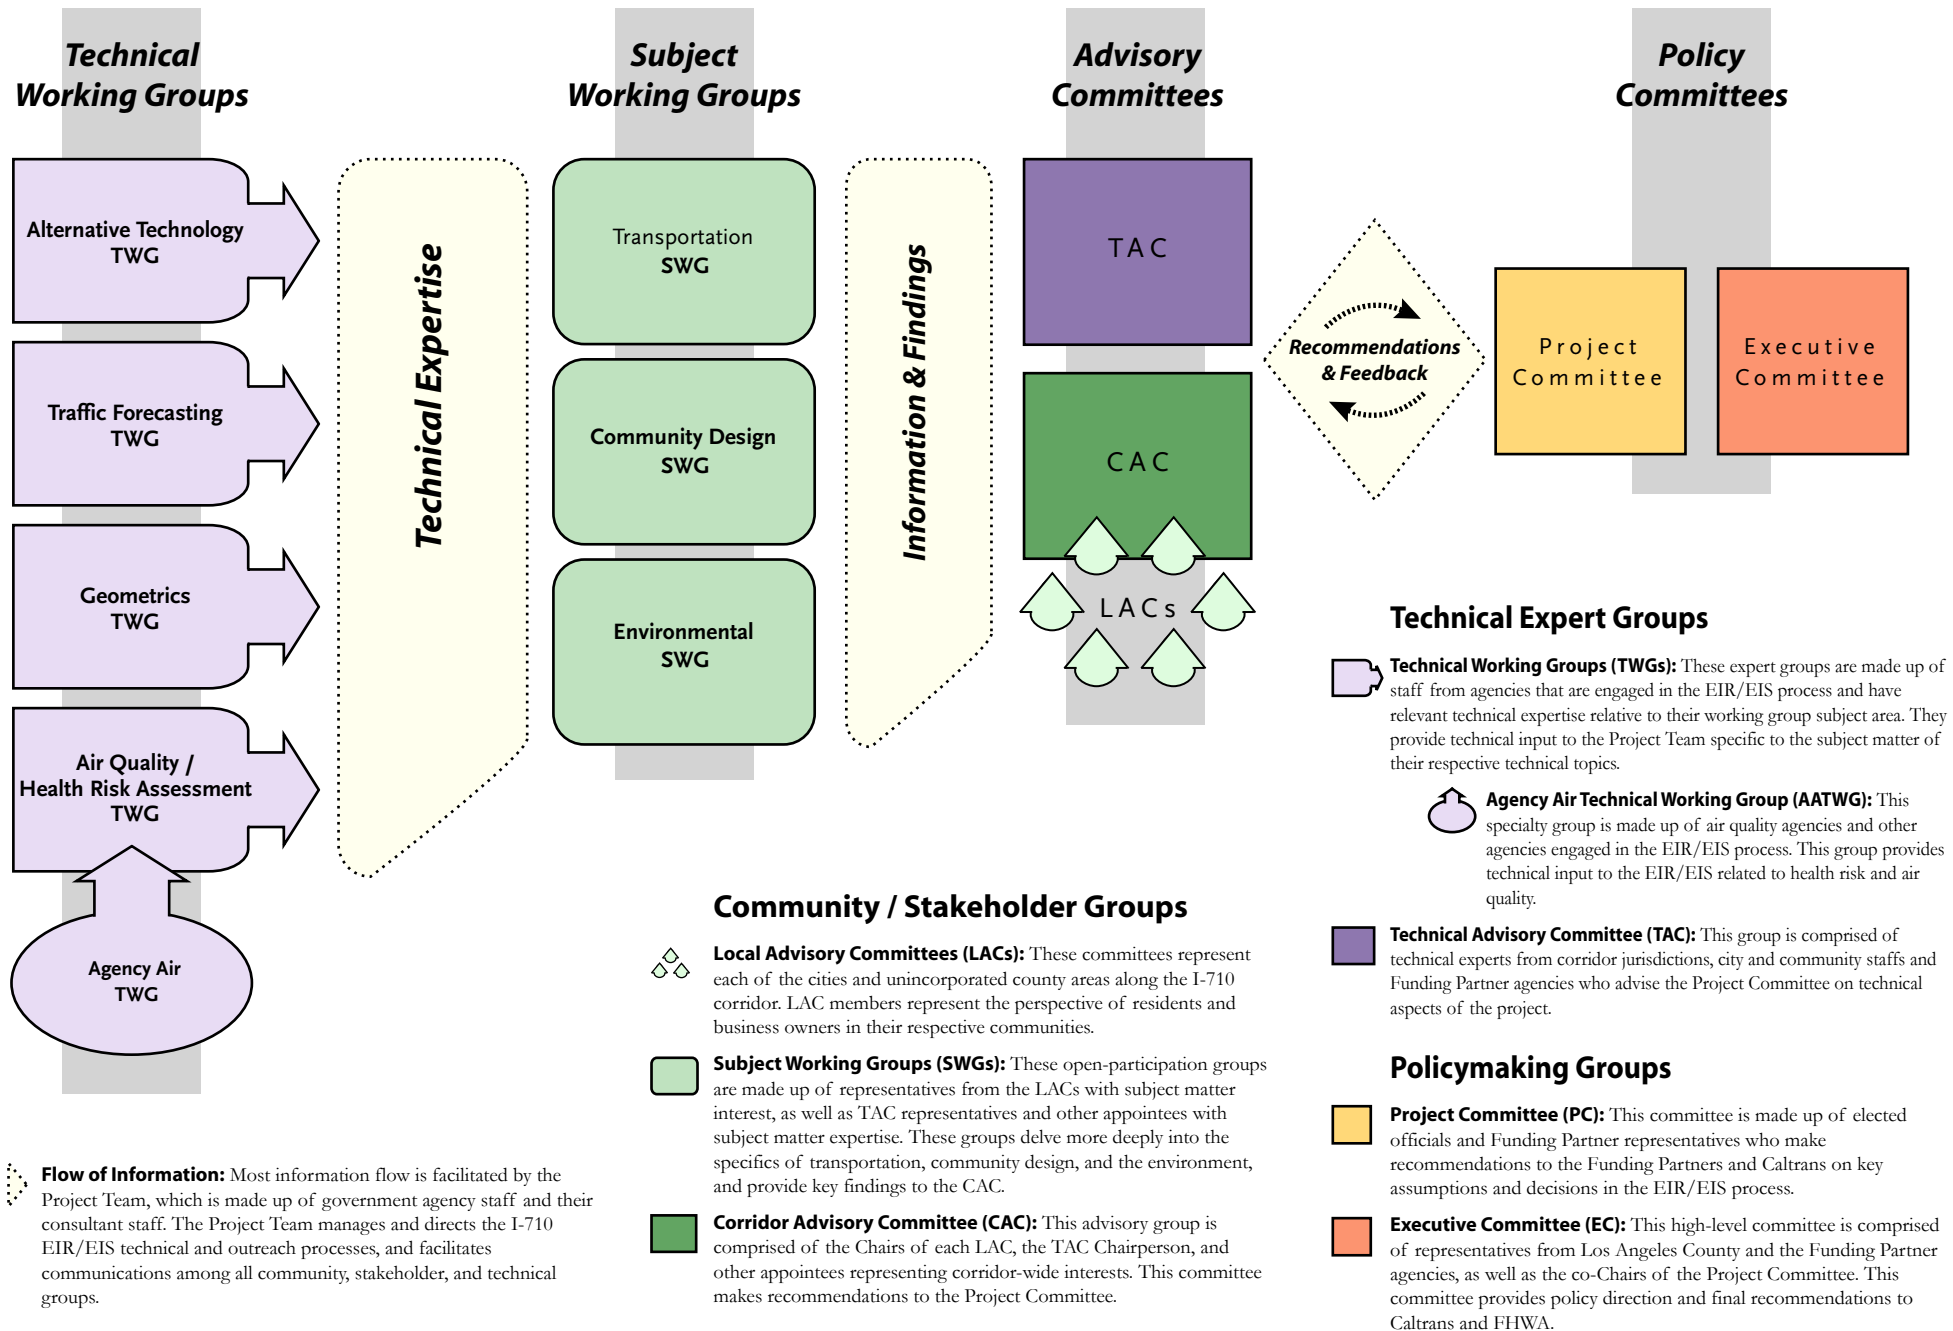 Technical
Working Groups
Subject
Working Groups
Advisory
Committees
Policy
Committees
Alternative Technology
TWG
Traffic Forecasting
TWG
Geometrics
TWG
Air Quality /
Health Risk Assessment
TWG
Agency Air
TWG
Technical Expertise
Transportation
SWG
Community Design
SWG
Environmental
SWG
Information & Findings
TAC
CAC
LACs
Recommendations
& Feedback
Project
Committee
Executive
Committee
Flow of Information: Most information flow is facilitated by the
Project Team, which is made up of government agency staff and their
consultant staff. The Project Team manages and directs the I-710
EIR/EIS technical and outreach processes, and facilitates
communications among all community, stakeholder, and technical
groups.
Community / Stakeholder Groups
Local Advisory Committees (LACs): These committees represent
each of the cities and unincorporated county areas along the I-710
corridor. LAC members represent the perspective of residents and
business owners in their respective communities.
Subject Working Groups (SWGs): These open-participation groups
are made up of representatives from the LACs with subject matter
interest, as well as TAC representatives and other appointees with
subject matter expertise. These groups delve more deeply into the
specifics of transportation, community design, and the environment,
and provide key findings to the CAC.
Corridor Advisory Committee (CAC): This advisory group is
comprised of the Chairs of each LAC, the TAC Chairperson, and
other appointees representing corridor-wide interests. This committee
makes recommendations to the Project Committee.
Technical Expert Groups
Technical Working Groups (TWGs): These expert groups are made up of
staff from agencies that are engaged in the EIR/EIS process and have
relevant technical expertise relative to their working group subject area. They
provide technical input to the Project Team specific to the subject matter of
their respective technical topics.
Agency Air Technical Working Group (AATWG): This
specialty group is made up of air quality agencies and other
agencies engaged in the EIR/EIS process. This group provides
technical input to the EIR/EIS related to health risk and air
quality.
Technical Advisory Committee (TAC): This group is comprised of
technical experts from corridor jurisdictions, city and community staffs and
Funding Partner agencies who advise the Project Committee on technical
aspects of the project.
Policymaking Groups
Project Committee (PC): This committee is made up of elected
officials and Funding Partner representatives who make
recommendations to the Funding Partners and Caltrans on key
assumptions and decisions in the EIR/EIS process.
Executive Committee (EC): This high-level committee is comprised
of representatives from Los Angeles County and the Funding Partner
agencies, as well as the co-Chairs of the Project Committee. This
committee provides policy direction and final recommendations to
Caltrans and FHWA.